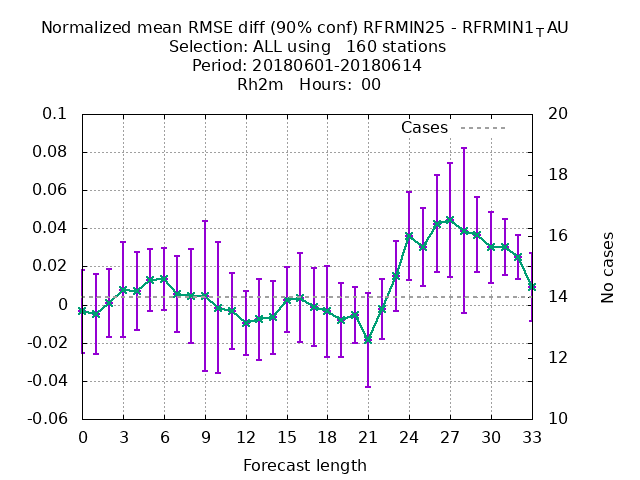 Normalized mean RMSE diff (90% conf) RFRMIN25 - RFRMIN1_TAU
Selection: ALL using   160 stations
Period: 20180601-20180614
Rh2m   Hours:  00
0.1
0.08
0.06
0.04
0.02
0
-0.02
-0.04
-0.06
Cases
20
18
16
14
12
10
No cases
0 3 6 9 12 15 18 21 24 27 30 33
Forecast length